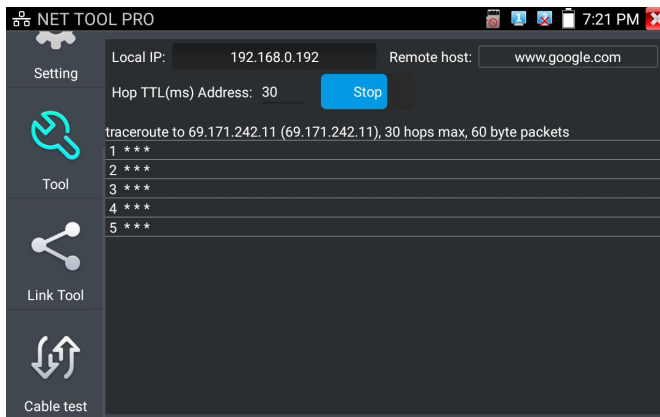 NET TOOL PRO
7:21 PM
Setting
Local IP: 192.168.0.192 Remote host: www.google.com
Hop TTL(ms) Address: 30 Stop
traceroute to 69.171.242.11 (69.171.242.11), 30 hops max, 60 byte packets
1 * * *
2 * * *
3 * * *
4 * * *
5 * * *
Tool
Link Tool
Cable test